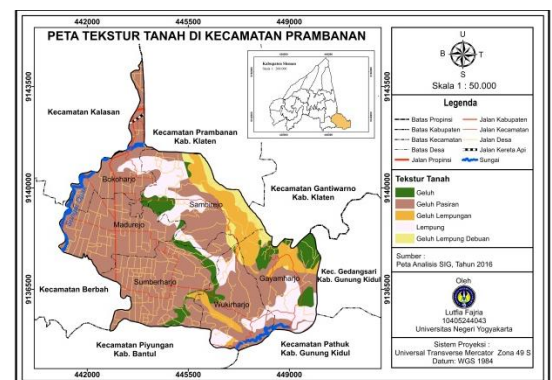 PETA TEKSTUR TANAH DI KECAMATAN PRAMBANAN
442000
445500
449000
9143500
9140000
9136500
Kecamatan Kalasan
Kecamatan Prambanan
Kab. Klaten
Kecamatan Gantiwarno
Kab. Klaten
Kec. Gedangsari
Kab. Gunung Kidul
Kecamatan Berbah
Kecamatan Piyungan
Kab. Bantul
Kecamatan Pathuk
Kab. Gunung Kidul
Bokoharjo
Madurejo
Sambirejo
Sumberharjo
Wukirharjo
Gayamharjo
Kabupaten Sleman
442000
445500
449000
9143500
9140000
9136500
U
B
T
S
Skala 1 : 50.000
Legenda
Batas Propinsi
Batas Kabupaten
Batas Kecamatan
Batas Desa
Jalan Propinsi
Jalan Kabupaten
Jalan Kecamatan
Jalan Desa
Jalan Kereta Api
Sungai
Tekstur Tanah
Geluh
Geluh Pasiran
Geluh Lempungan
Lempung
Geluh Lempung Debuan
Sumber :
Peta Analisis SIG, Tahun 2016
Oleh
Lutfia Fajria
10405244043
Universitas Negeri Yogyakarta
Sistem Proyeksi :
Universal Transverse Mercator Zona 49 S
Datum: WGS 1984